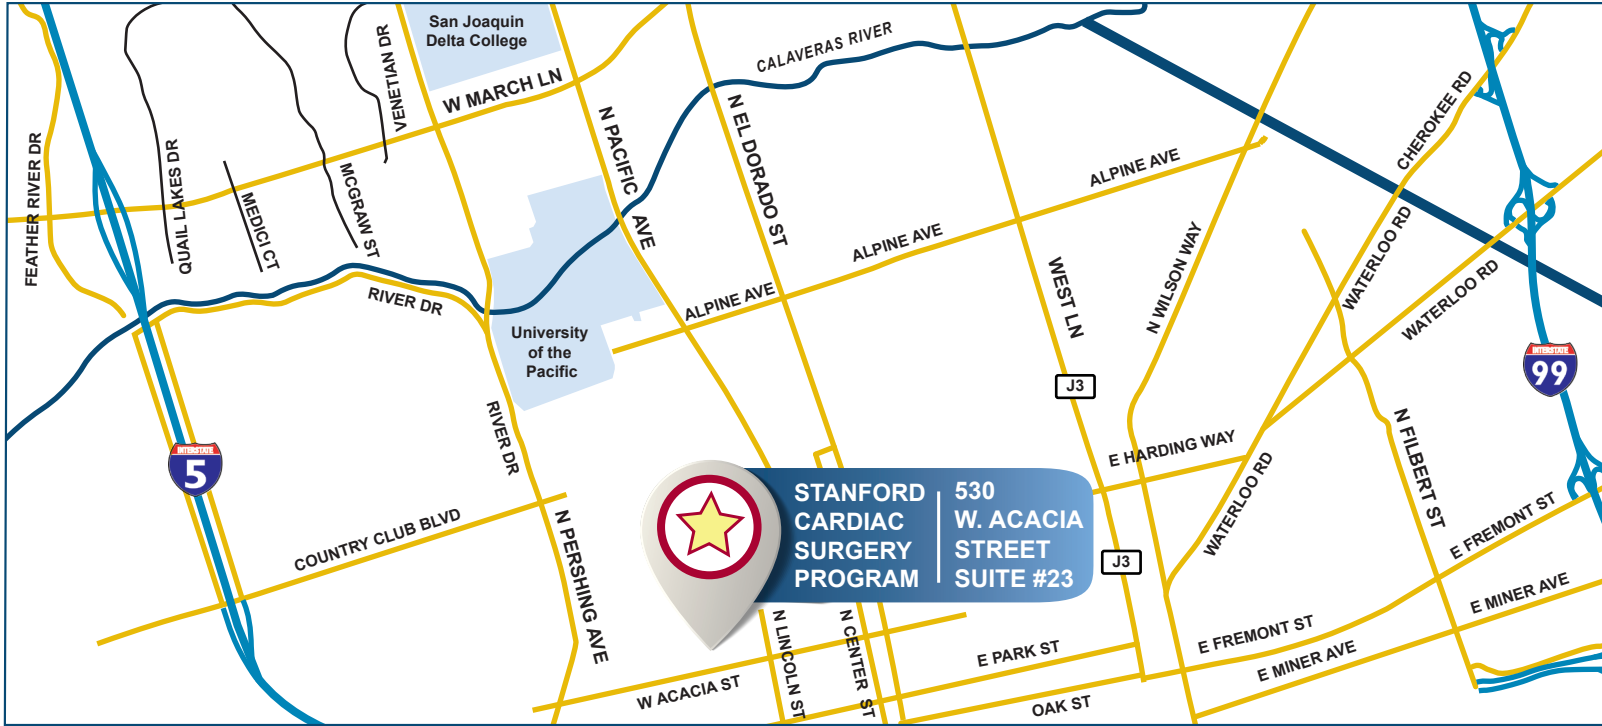 San Joaquin
Delta College
VENETIAN DR
W MARCH LN
CALAVERAS RIVER
N PACIFIC
AVE
N EL DORADO ST
CHEROKEE RD
FEATHER RIVER DR
QUAIL LAKES DR
MEDICI CT
MCGRAW ST
ALPINE AVE
ALPINE AVE
ALPINE AVE
RIVER DR
University
of the
Pacific
WEST LN
N WILSON WAY
WATERLOO RD
WATERLOO RD
INTERSTATE
99
J3
RIVER DR
INTERSTATE
5
E HARDING WAY
N FILBERT ST
WATERLOO RD
STANFORD
CARDIAC
SURGERY
PROGRAM
530
W. ACACIA
STREET
SUITE #23
J3
COUNTRY CLUB BLVD
N PERSHING AVE
E FREMONT ST
E MINER AVE
N LINCOLN ST
N CENTER ST
E PARK ST
E FREMONT ST
E MINER AVE
W ACACIA ST
OAK ST